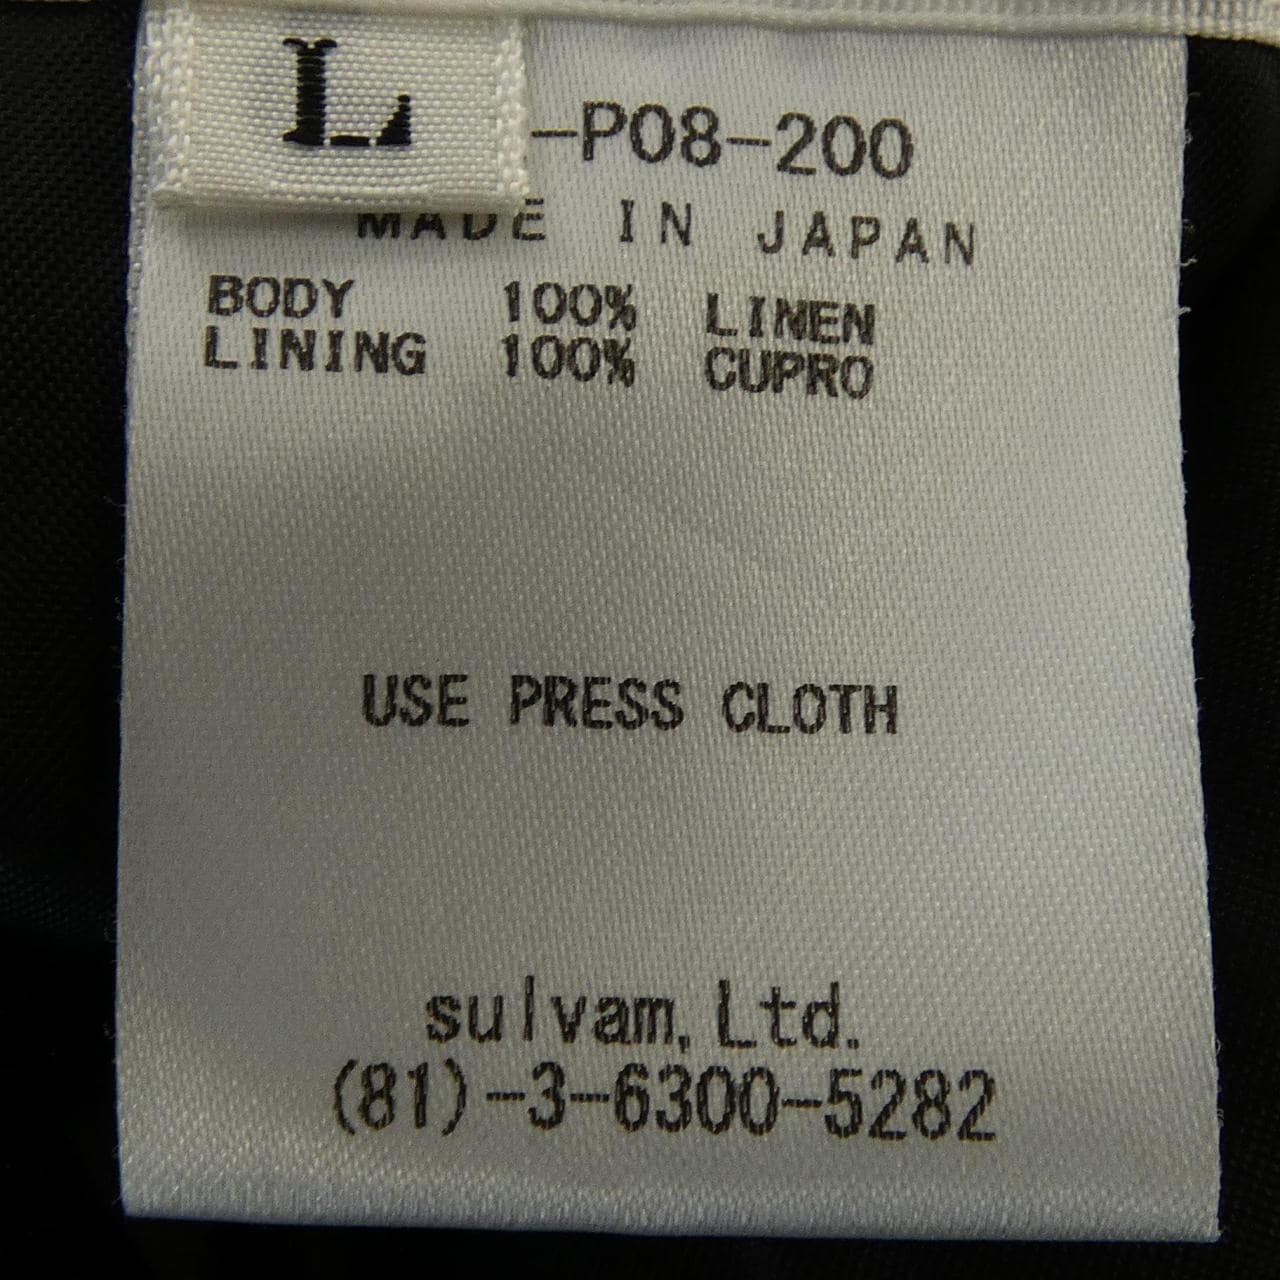 L
-P08-200
MADE IN JAPAN
BODY 100% LINEN
LINING 100% CUPRO
USE PRESS CLOTH
sulvam, Ltd.
(81)-3-6300-5282